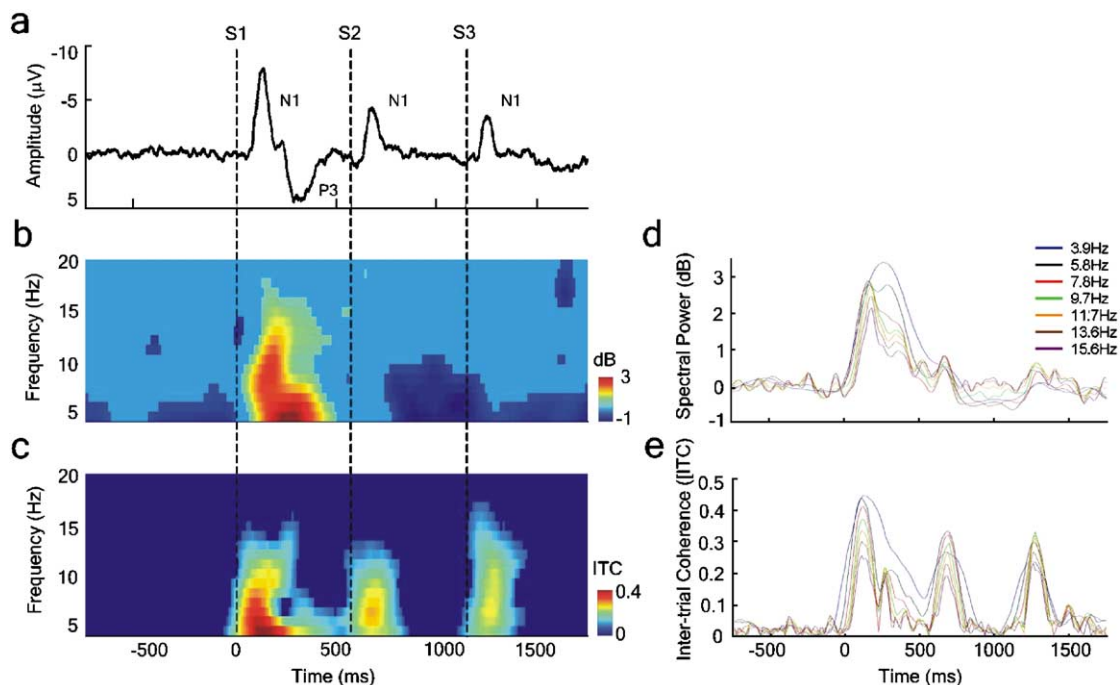 a
S1 S2 S3
-10
-5
0
5
Amplitude (μV)
N1 N1 N1
P3
b
20
15
10
5
Frequency (Hz)
dB
3
-1
c
20
15
10
5
Frequency (Hz)
ITC
0.4
0
-500 0 500 1000 1500
Time (ms)
d
3
2
1
0
-1
Spectral Power (dB)
3.9Hz
5.8Hz
7.8Hz
9.7Hz
11.7Hz
13.6Hz
15.6Hz
e
0.5
0.4
0.3
0.2
0.1
0
Inter-trial Coherence ([ITC)
-500 0 500 1000 1500
Time (ms)